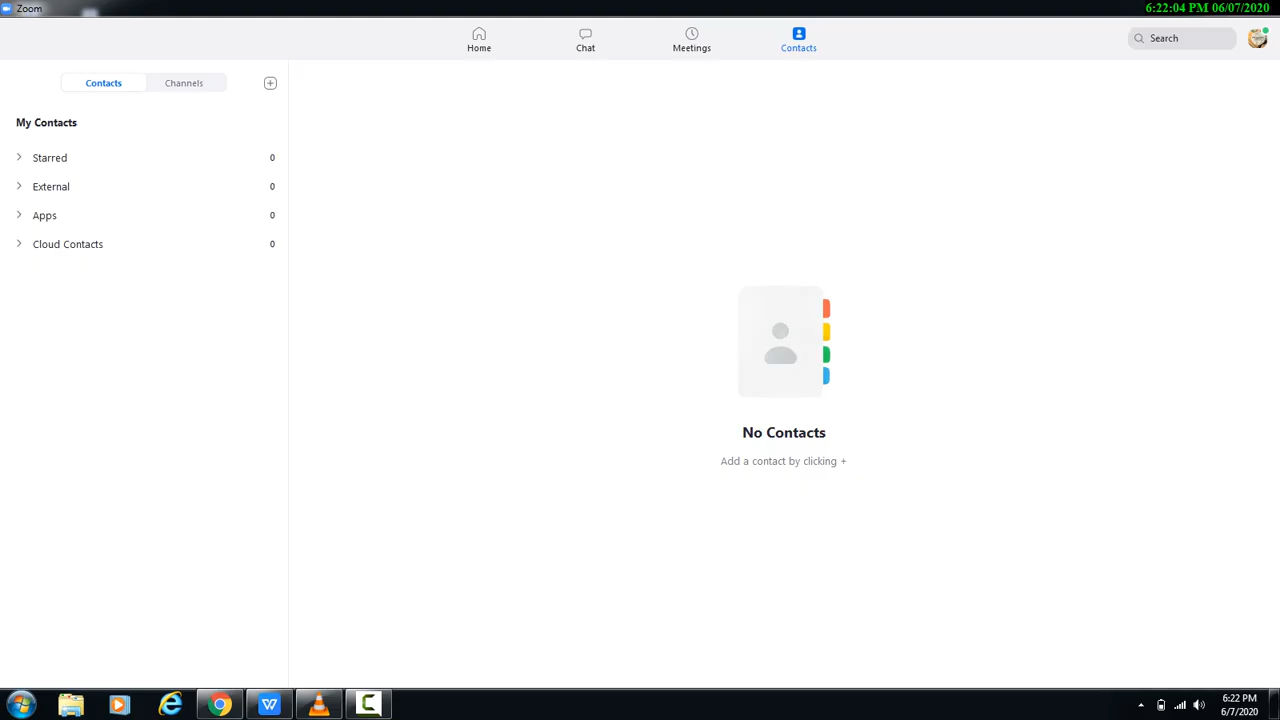 Zoom
6:22:04 PM 06/07/2020
Home
Chat
Meetings
Contacts
Search
Contacts
Channels
My Contacts
Starred 0
External 0
Apps 0
Cloud Contacts 0
No Contacts
Add a contact by clicking +
6:22 PM
6/7/2020